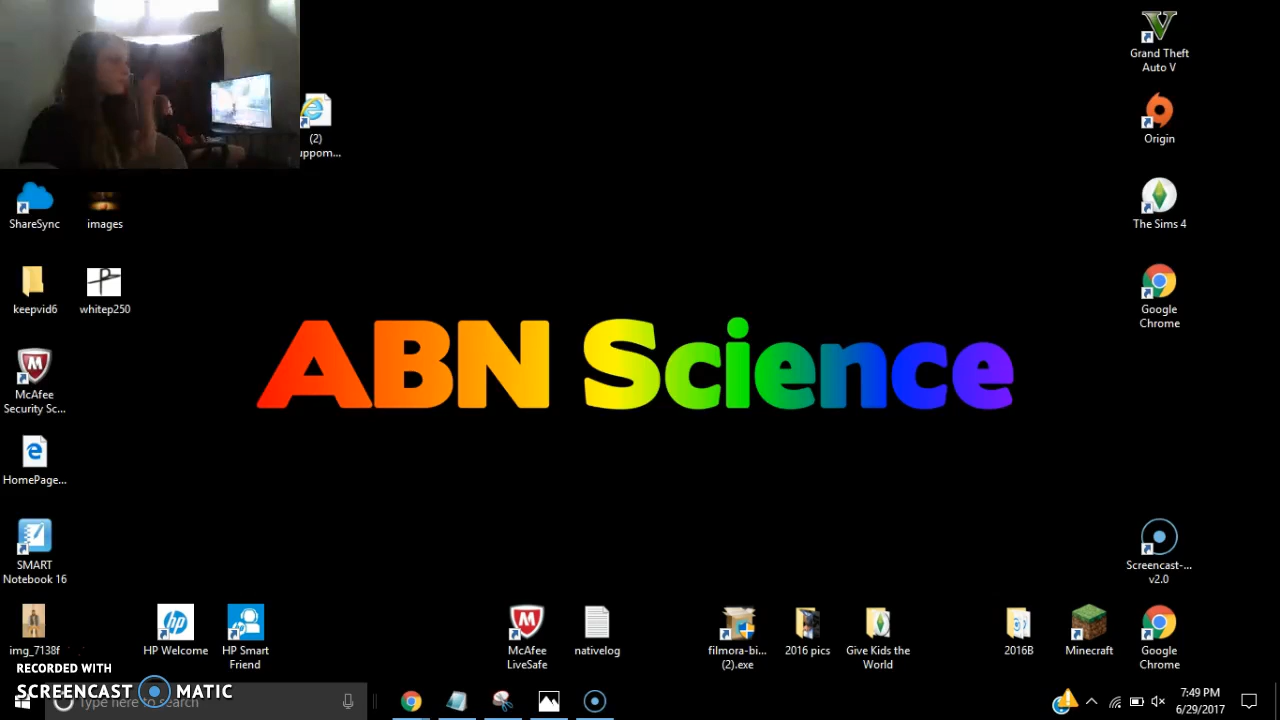 Grand Theft
Auto V
(2)
uppom...
Origin
ShareSync
images
The Sims 4
keepvid6
whitep250
Google
Chrome
ABN Science
McAfee
Security Sc...
HomePage...
SMART
Notebook 16
Screencast-...
v2.0
img_7138f
HP Welcome
HP Smart
Friend
McAfee
LiveSafe
nativelog
filmora-bi...
(2).exe
2016 pics
Give Kids the
World
2016B
Minecraft
Google
Chrome
RECORDED WITH
SCREENCAST MATIC
Type here to search
7:49 PM
6/29/2017